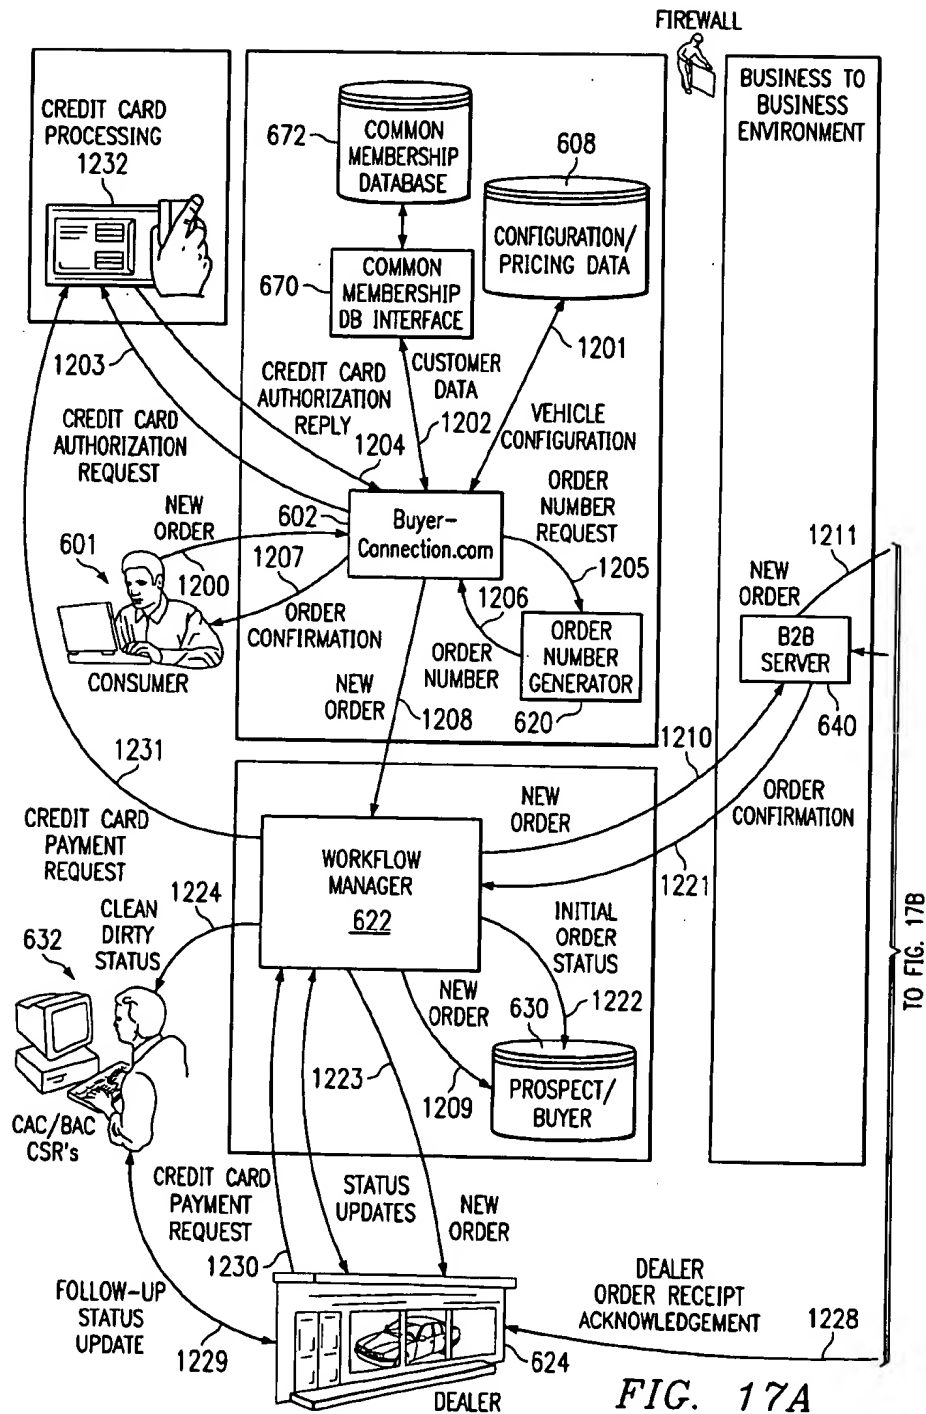 FIREWALL
CREDIT CARD
PROCESSING
1232
672
COMMON
MEMBERSHIP
DATABASE
608
CONFIGURATION/
PRICING DATA
BUSINESS TO
BUSINESS
ENVIRONMENT
670
COMMON
MEMBERSHIP
DB INTERFACE
1201
1203
CREDIT CARD
AUTHORIZATION
REPLY
1204
CUSTOMER
DATA
1202
VEHICLE
CONFIGURATION
CREDIT CARD
AUTHORIZATION
REQUEST
ORDER
NUMBER
REQUEST
NEW
ORDER
602
Buyer-
Connection.com
601
1200
1207
1205
1206
1211
NEW
ORDER
ORDER
CONFIRMATION
ORDER
NUMBER
ORDER
NUMBER
GENERATOR
620
B2B
SERVER
640
CONSUMER
NEW
ORDER
1208
1231
1210
CREDIT CARD
PAYMENT
REQUEST
NEW
ORDER
ORDER
CONFIRMATION
1221
WORKFLOW
MANAGER
622
1224
CLEAN
DIRTY
STATUS
632
INITIAL
ORDER
STATUS
NEW
ORDER
630
1222
1223
1209
PROSPECT/
BUYER
TO FIG. 17B
CAC/BAC
CSR's
CREDIT CARD
PAYMENT
REQUEST
1230
STATUS
UPDATES
NEW
ORDER
FOLLOW-UP
STATUS
UPDATE
1229
DEALER
ORDER RECEIPT
ACKNOWLEDGEMENT
1228
624
DEALER
FIG. 17A